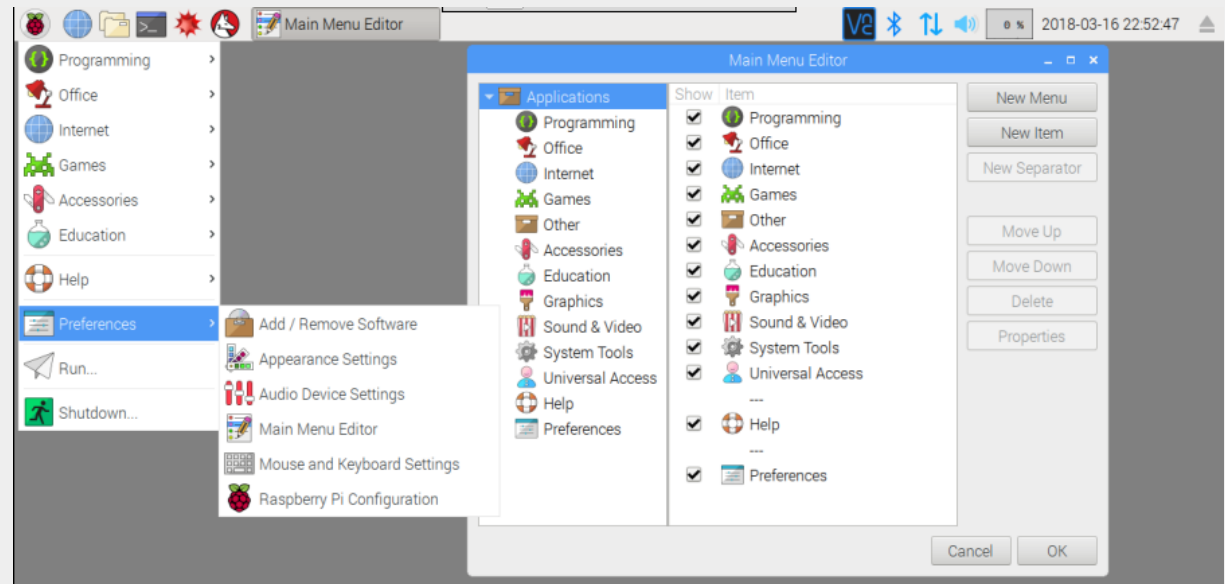 Main Menu Editor
V2
0 %
2018-03-16 22:52:47
Programming
Office
Internet
Games
Accessories
Education
Help
Preferences
Run...
Shutdown...
Add / Remove Software
Appearance Settings
Audio Device Settings
Main Menu Editor
Mouse and Keyboard Settings
Raspberry Pi Configuration
Main Menu Editor
Applications
Programming
Office
Internet
Games
Other
Accessories
Education
Graphics
Sound & Video
System Tools
Universal Access
Help
Preferences
Show Item
Programming
Office
Internet
Games
Other
Accessories
Education
Graphics
Sound & Video
System Tools
Universal Access
---
Help
---
Preferences
New Menu
New Item
New Separator
Move Up
Move Down
Delete
Properties
Cancel OK